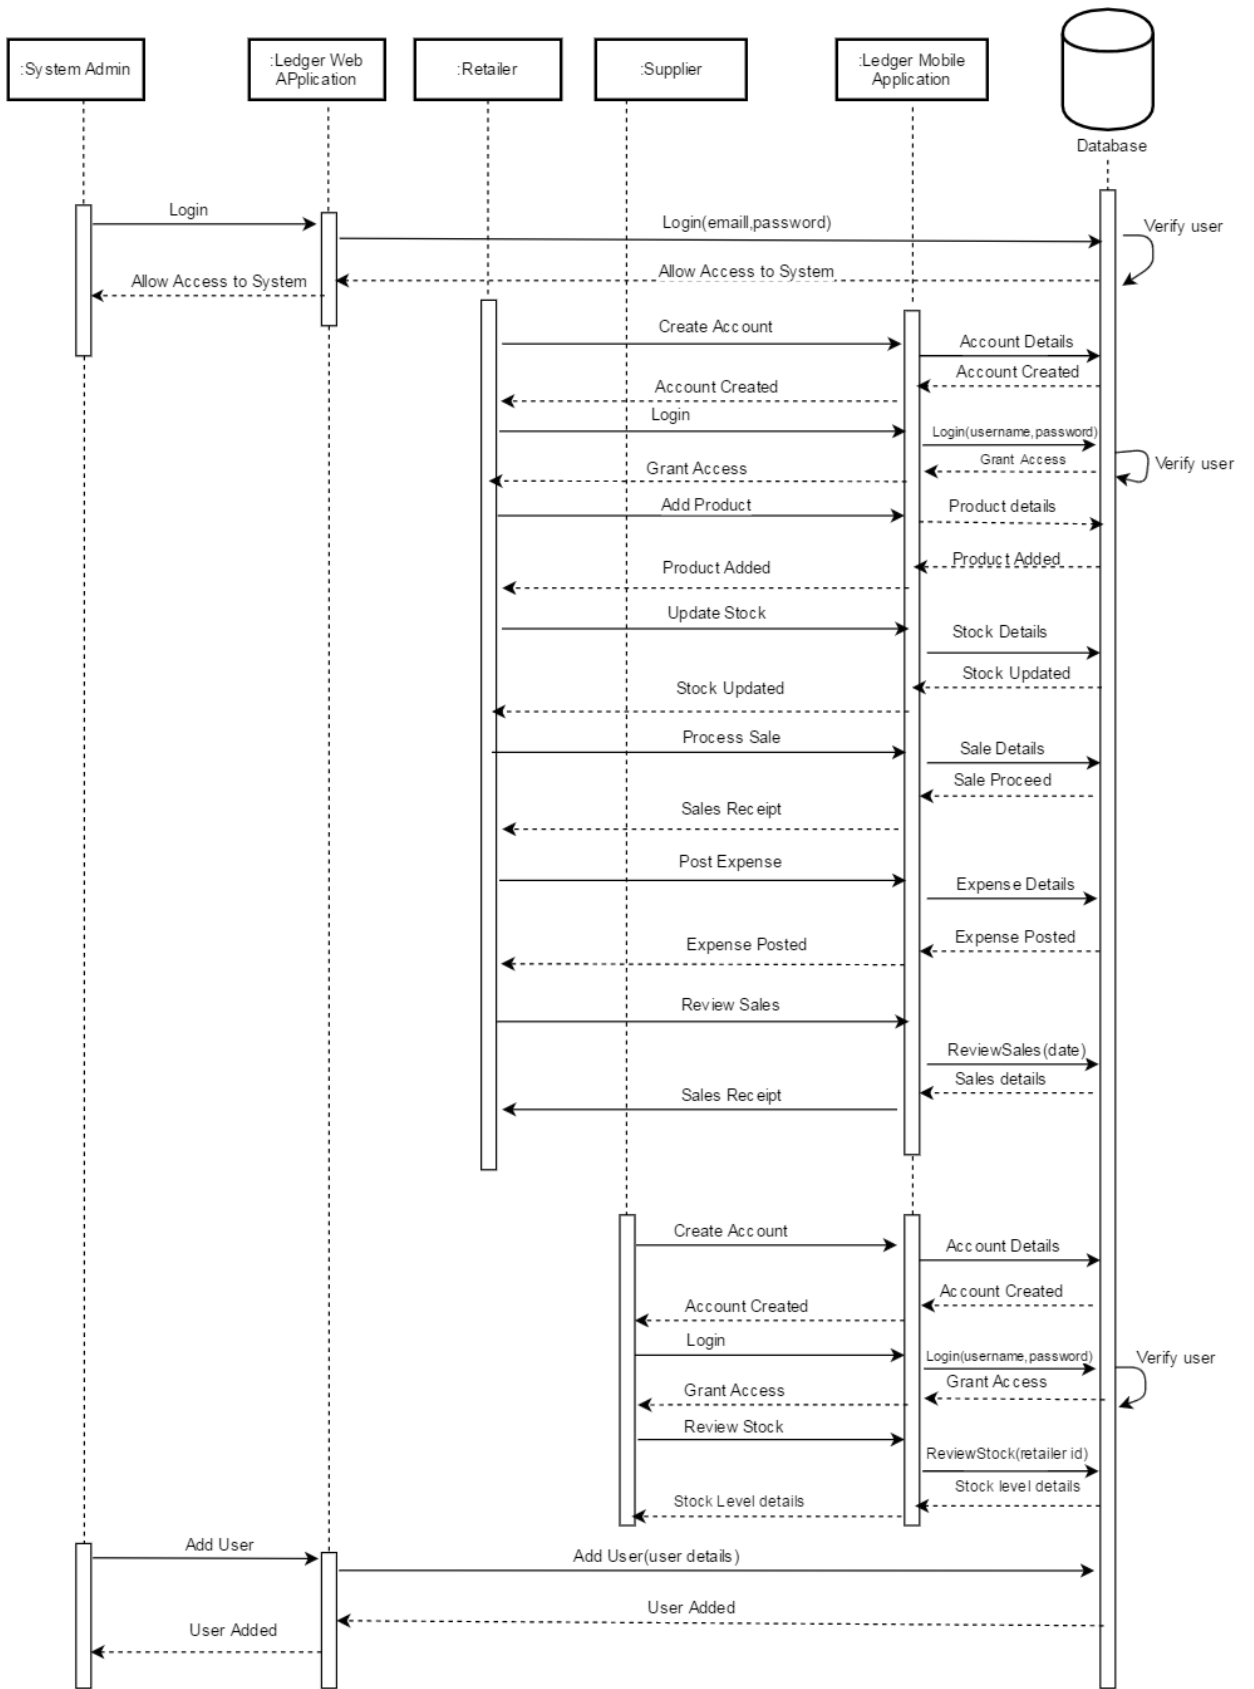 :System Admin
:Ledger Web
APplication
:Retailer
:Supplier
:Ledger Mobile
Application
Database
Login
Login(emaill,password)
Verify user
Allow Access to System
Allow Access to System
Create Account
Account Details
Account Created
Account Created
Login
Login(username,password)
Grant Access
Verify user
Grant Access
Add Product
Product details
Product Added
Product Added
Update Stock
Stock Details
Stock Updated
Stock Updated
Process Sale
Sale Details
Sale Proceed
Sales Receipt
Post Expense
Expense Details
Expense Posted
Expense Posted
Review Sales
ReviewSales(date)
Sales details
Sales Receipt
Create Account
Account Details
Account Created
Account Created
Login
Login(username,password)
Verify user
Grant Access
Grant Access
Review Stock
ReviewStock(retailer id)
Stock level details
Stock Level details
Add User
Add User(user details)
User Added
User Added